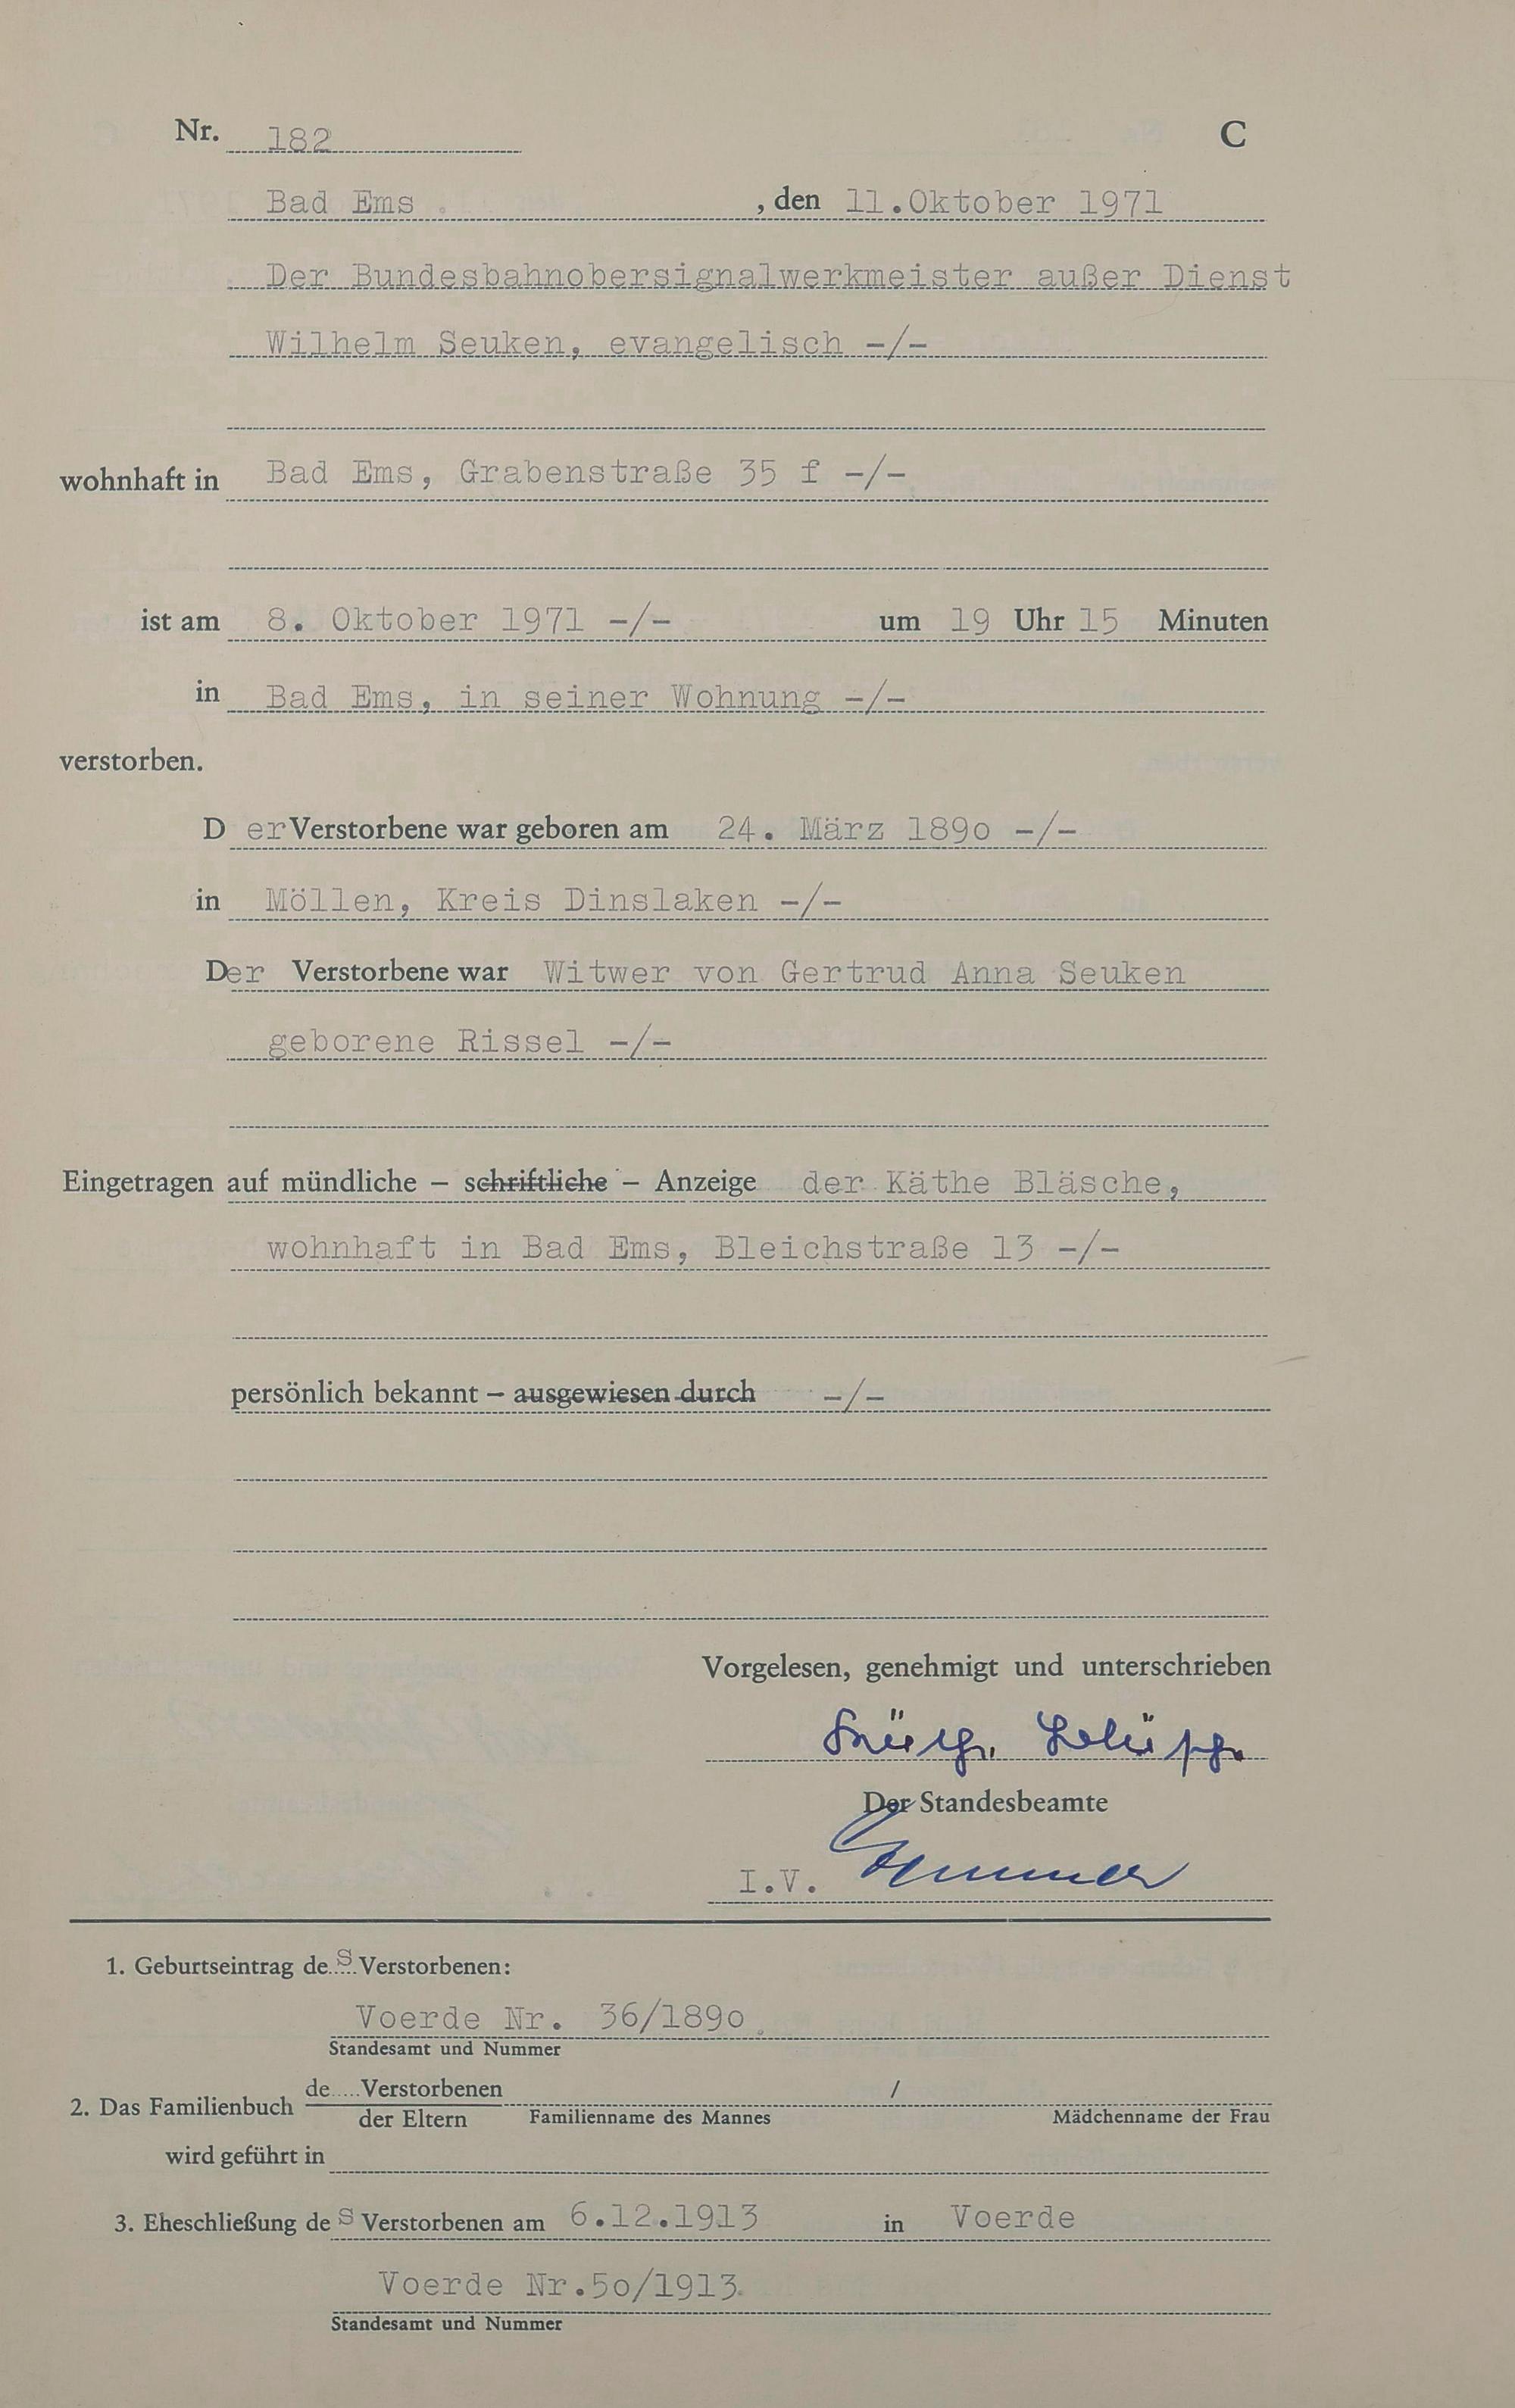 Nr. 182 C
Bad Ems , den 11.Oktober 1971
Der Bundesbahnobersignalwerkmeister außer Dienst
Wilhelm Seuken, evangelisch -/-
wohnhaft in Bad Ems, Grabenstraße 35 f -/-
ist am 8. Oktober 1971 -/- um 19 Uhr 15 Minuten
in Bad Ems, in seiner Wohnung -/-
verstorben.
D er Verstorbene war geboren am 24. März 1890 -/-
in Möllen, Kreis Dinslaken -/-
Der Verstorbene war Witwer von Gertrud Anna Seuken
geborene Rissel -/-
Eingetragen auf mündliche – schriftliche – Anzeige der Käthe Bläsche,
wohnhaft in Bad Ems, Bleichstraße 13 -/-
persönlich bekannt – ausgewiesen durch -/-
Vorgelesen, genehmigt und unterschrieben
Der Standesbeamte
I.V.
1. Geburtseintrag des Verstorbenen:
Voerde Nr. 36/1890
Standesamt und Nummer
de.....Verstorbenen /
2. Das Familienbuch
der Eltern Familienname des Mannes Mädchenname der Frau
wird geführt in
3. Eheschließung des Verstorbenen am 6.12.1913 in Voerde
Voerde Nr.50/1913
Standesamt und Nummer